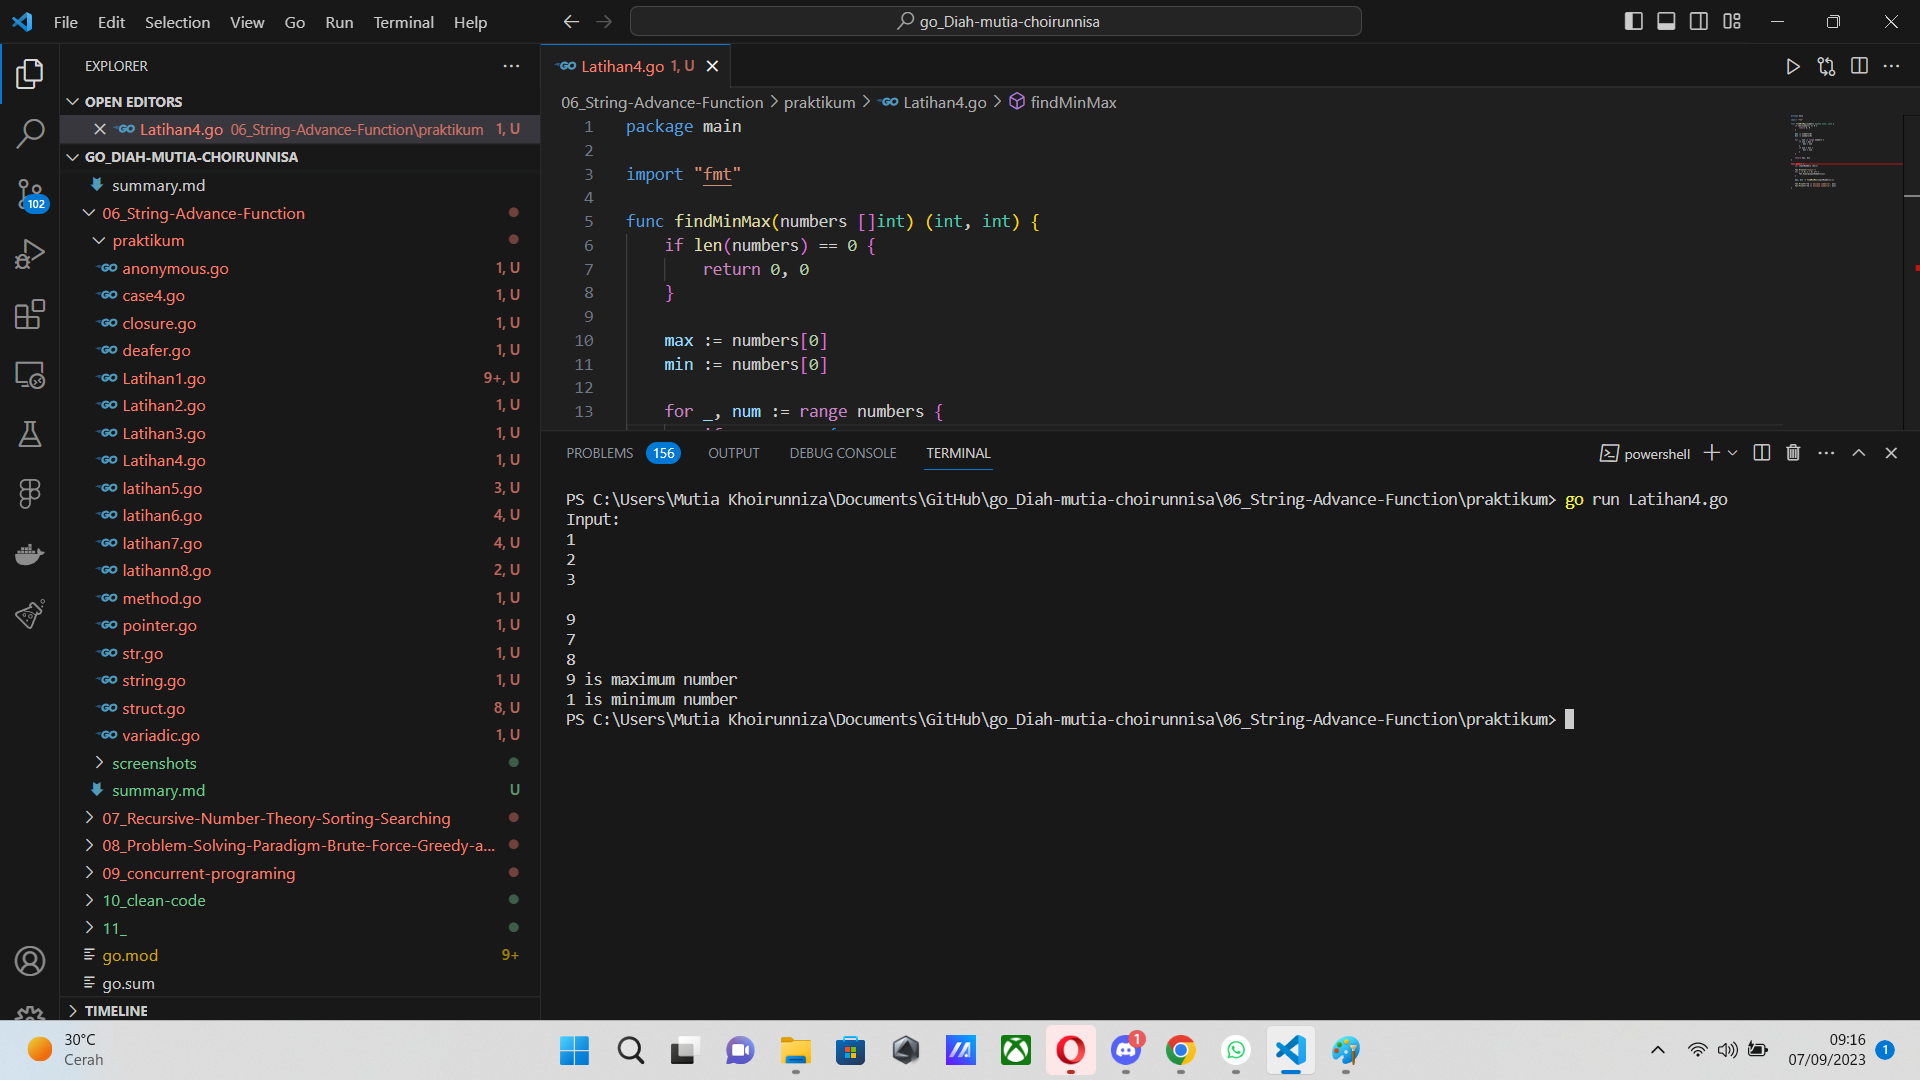 File Edit Selection View Go Run Terminal Help
go_Diah-mutia-choirunnisa
EXPLORER
OPEN EDITORS
Latihan4.go 06_String-Advance-Function\praktikum 1, U
GO_DIAH-MUTIA-CHOIRUNNISA
summary.md
06_String-Advance-Function
praktikum
anonymous.go 1, U
case4.go 1, U
closure.go 1, U
deafer.go 1, U
Latihan1.go 9+, U
Latihan2.go 1, U
Latihan3.go 1, U
Latihan4.go 1, U
latihan5.go 3, U
latihan6.go 4, U
latihan7.go 4, U
latihann8.go 2, U
method.go 1, U
pointer.go 1, U
str.go 1, U
string.go 1, U
struct.go 8, U
variadic.go 1, U
screenshots
summary.md U
07_Recursive-Number-Theory-Sorting-Searching
08_Problem-Solving-Paradigm-Brute-Force-Greedy-a...
09_concurrent-programing
10_clean-code
11_
go.mod 9+
go.sum
TIMELINE
102
Latihan4.go 1, U
06_String-Advance-Function > praktikum > Latihan4.go > findMinMax
1 package main
2
3 import "fmt"
4
5 func findMinMax(numbers []int) (int, int) {
6 if len(numbers) == 0 {
7 return 0, 0
8 }
9
10 max := numbers[0]
11 min := numbers[0]
12
13 for _, num := range numbers {
PROBLEMS 156 OUTPUT DEBUG CONSOLE TERMINAL
powershell
PS C:\Users\Mutia Khoirunniza\Documents\GitHub\go_Diah-mutia-choirunnisa\06_String-Advance-Function\praktikum> go run Latihan4.go
Input:
1
2
3
9
7
8
9 is maximum number
1 is minimum number
PS C:\Users\Mutia Khoirunniza\Documents\GitHub\go_Diah-mutia-choirunnisa\06_String-Advance-Function\praktikum>
30°C
Cerah
1
09:16
07/09/2023
1